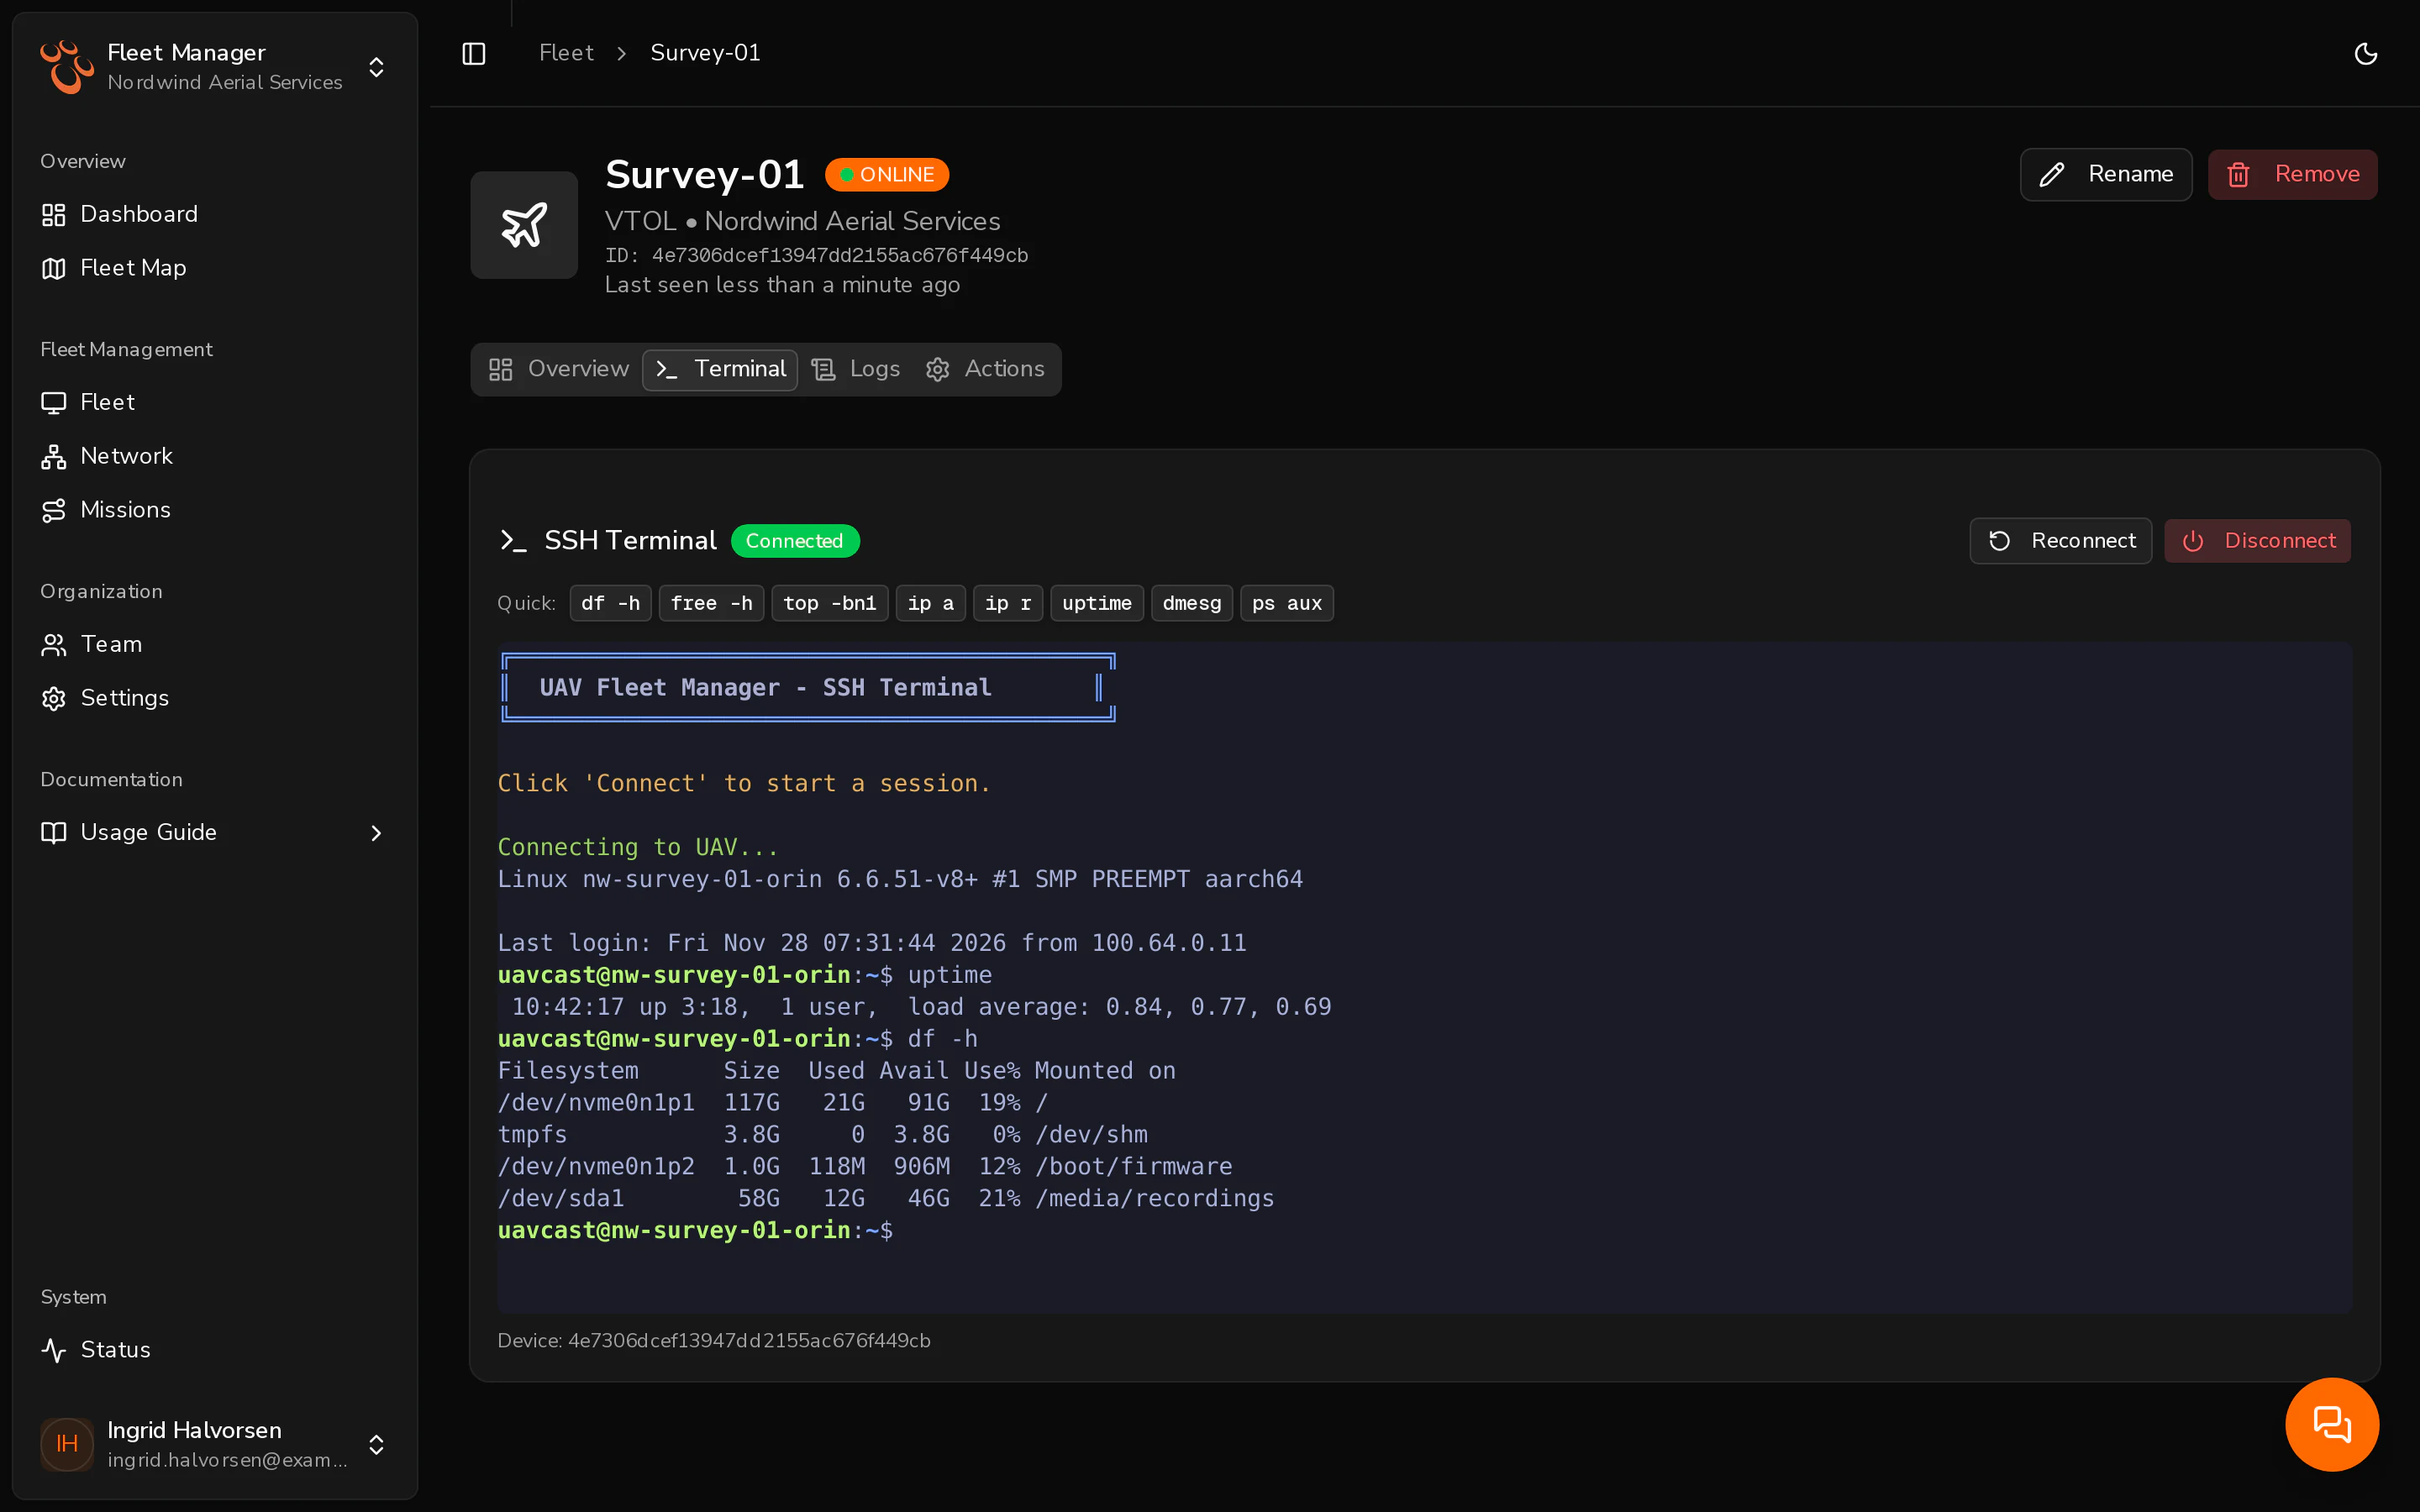 Fleet Manager
Nordwind Aerial Services
Overview
Dashboard
Fleet Map
Fleet Management
Fleet
Network
Missions
Organization
Team
Settings
Documentation
Usage Guide
System
Status
IH
Ingrid Halvorsen
ingrid.halvorsen@exam...
Fleet > Survey-01
Survey-01 ONLINE
VTOL • Nordwind Aerial Services
ID: 4e7306dcef13947dd2155ac676f449cb
Last seen less than a minute ago
Rename Remove
Overview Terminal Logs Actions
SSH Terminal Connected
Reconnect Disconnect
Quick: df -h free -h top -bn1 ip a ip r uptime dmesg ps aux
UAV Fleet Manager - SSH Terminal
Click 'Connect' to start a session.
Connecting to UAV...
Linux nw-survey-01-orin 6.6.51-v8+ #1 SMP PREEMPT aarch64
Last login: Fri Nov 28 07:31:44 2026 from 100.64.0.11
uavcast@nw-survey-01-orin:~$ uptime
10:42:17 up 3:18,  1 user,  load average: 0.84, 0.77, 0.69
uavcast@nw-survey-01-orin:~$ df -h
Filesystem      Size  Used Avail Use% Mounted on
/dev/nvme0n1p1  117G   21G   91G  19% /
tmpfs           3.8G     0  3.8G   0% /dev/shm
/dev/nvme0n1p2  1.0G  118M  906M  12% /boot/firmware
/dev/sda1        58G   12G   46G  21% /media/recordings
uavcast@nw-survey-01-orin:~$
Device: 4e7306dcef13947dd2155ac676f449cb